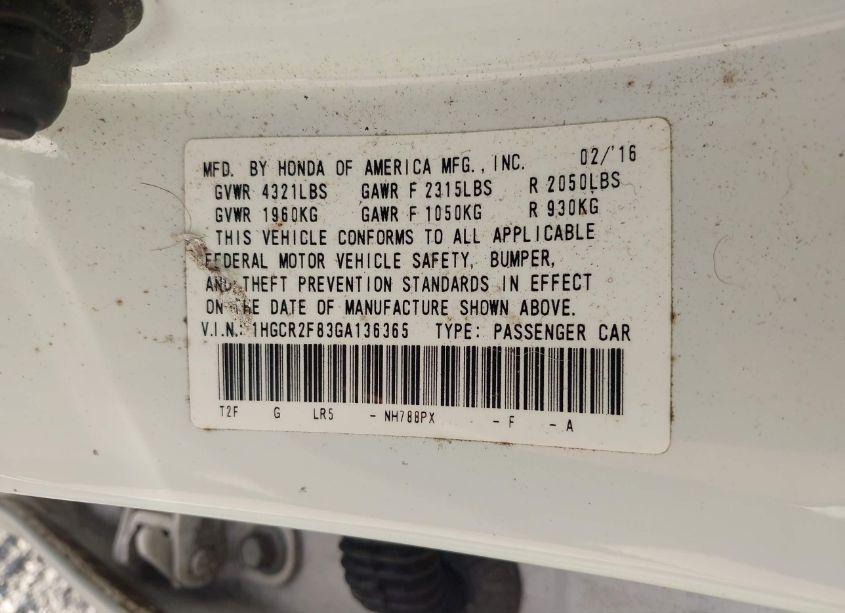 MFD. BY HONDA OF AMERICA MFG., INC. 02/'16
GVWR 4321LBS GAWR F 2315LBS R 2050LBS
GVWR 1960KG GAWR F 1050KG R 930KG
THIS VEHICLE CONFORMS TO ALL APPLICABLE
FEDERAL MOTOR VEHICLE SAFETY, BUMPER,
AND THEFT PREVENTION STANDARDS IN EFFECT
ON THE DATE OF MANUFACTURE SHOWN ABOVE.
V.I.N.: 1HGCR2F83GA136365 TYPE: PASSENGER CAR
T2F G LR5 - NH788PX - F - A